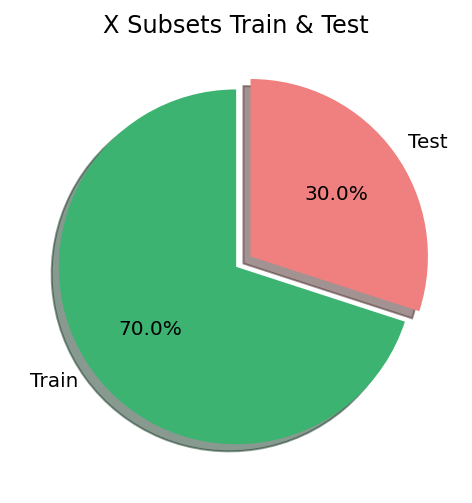 X Subsets Train & Test
Test
30.0%
70.0%
Train